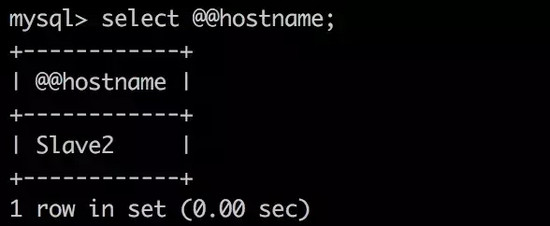 mysql> select @@hostname;
+------------+
| @@hostname |
+------------+
| Slave2     |
+------------+
1 row in set (0.00 sec)